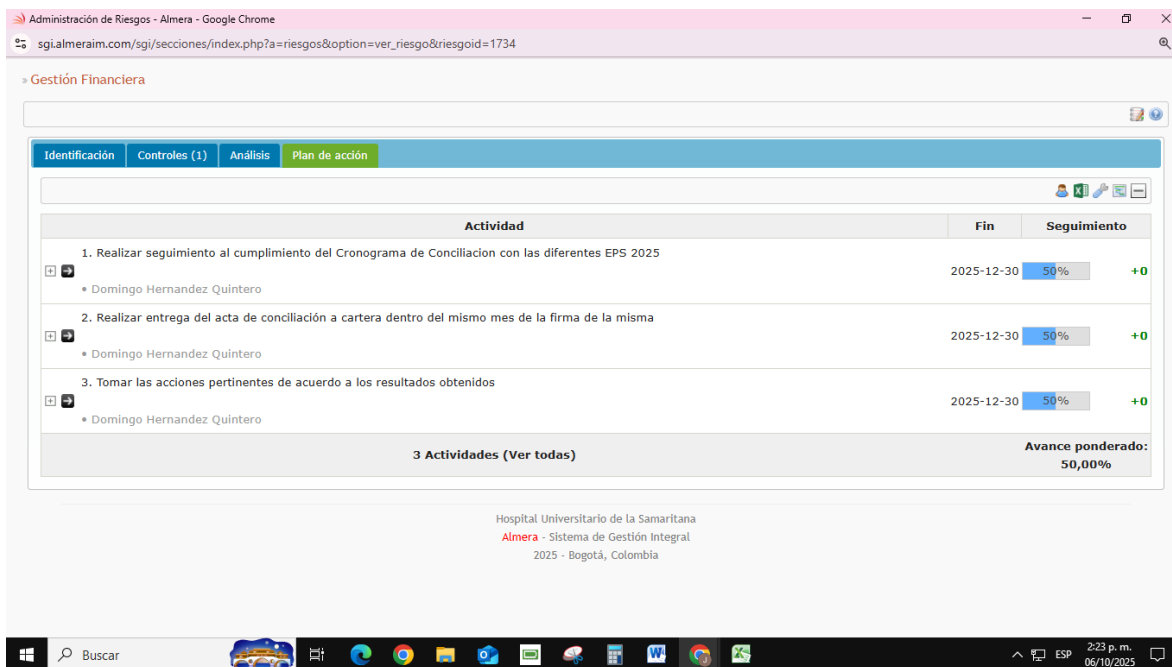 Administración de Riesgos - Almera - Google Chrome
sgi.almeraim.com/sgi/secciones/index.php?a=riesgos&option=ver_riesgo&riesgoid=1734
» Gestión Financiera
Identificación Controles (1) Análisis Plan de acción
Actividad Fin Seguimiento
1. Realizar seguimiento al cumplimiento del Cronograma de Conciliacion con las diferentes EPS 2025
2025-12-30 50% +0
• Domingo Hernandez Quintero
2. Realizar entrega del acta de conciliación a cartera dentro del mismo mes de la firma de la misma
2025-12-30 50% +0
• Domingo Hernandez Quintero
3. Tomar las acciones pertinentes de acuerdo a los resultados obtenidos
2025-12-30 50% +0
• Domingo Hernandez Quintero
3 Actividades (Ver todas) Avance ponderado:
50,00%
Hospital Universitario de la Samaritana
Almera - Sistema de Gestión Integral
2025 - Bogotá, Colombia
Buscar
ESP
2:23 p. m.
06/10/2025